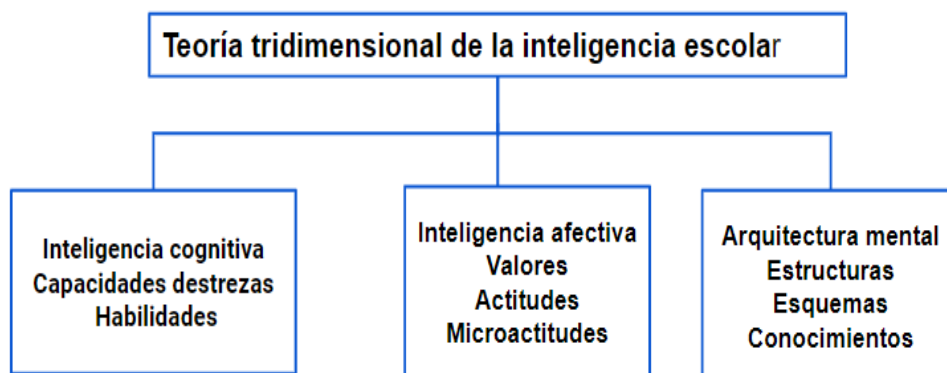 Teoría tridimensional de la inteligencia escolar
Inteligencia cognitiva
Capacidades destrezas
Habilidades
Inteligencia afectiva
Valores
Actitudes
Microactitudes
Arquitectura mental
Estructuras
Esquemas
Conocimientos